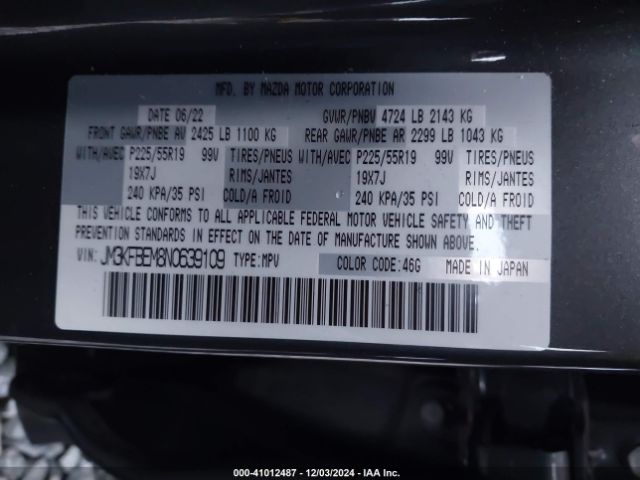 MFD. BY MAZDA MOTOR CORPORATION
DATE 06/22 GVWR/PNBV 4724 LB 2143 KG
FRONT GAWR/PNBE AV 2425 LB 1100 KG REAR GAWR/PNBE AR 2299 LB 1043 KG
WITH/AVEC P225/55R19 99V TIRES/PNEUS WITH/AVEC P225/55R19 99V TIRES/PNEUS
19X7J RIMS/JANTES 19X7J RIMS/JANTES
240 KPA/35 PSI COLD/A FROID 240 KPA/35 PSI COLD/A FROID
THIS VEHICLE CONFORMS TO ALL APPLICABLE FEDERAL MOTOR VEHICLE SAFETY AND THEFT
PREVENTION STANDARDS IN EFFECT ON THE DATE OF MANUFACTURE SHOWN ABOVE.
VIN: JM3KFBEM8N0639109 TYPE:MPV COLOR CODE:46G MADE IN JAPAN
000-41012487 - 12/03/2024 - IAA Inc.